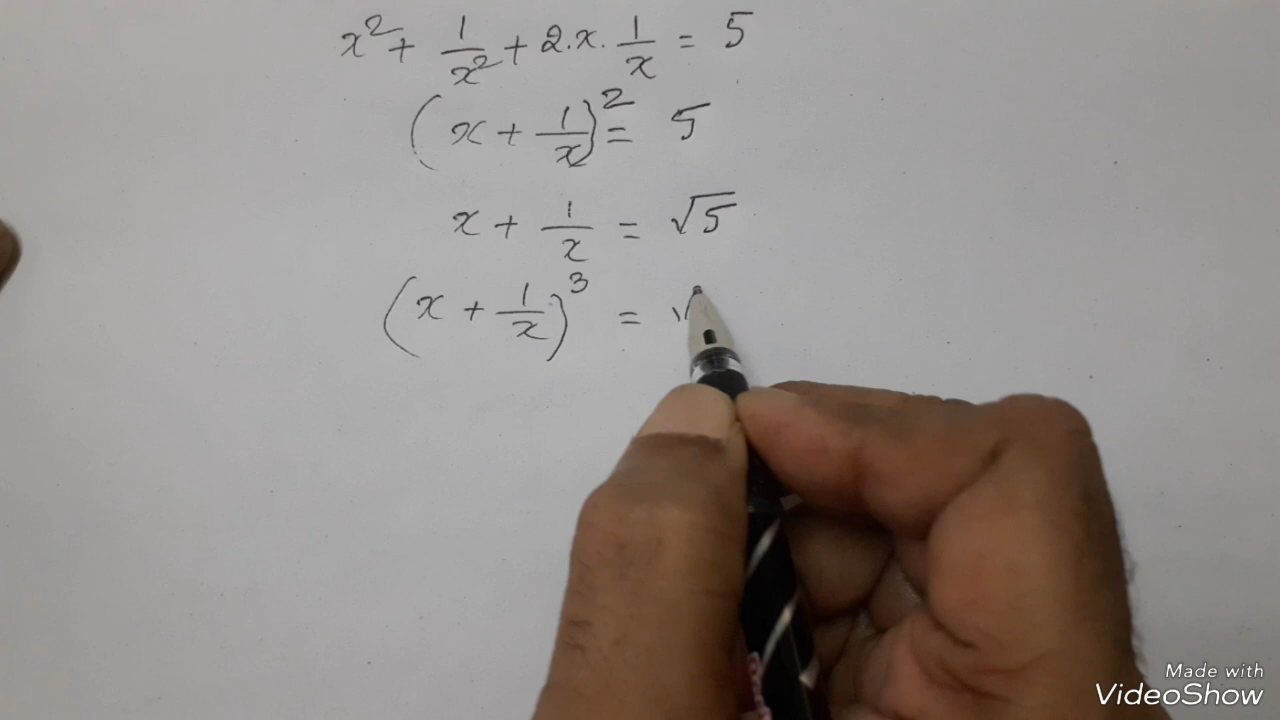 x² + 1/x² + 2.x. 1/x = 5
(x + 1/x)² = 5
x + 1/x = √5
(x + 1/x)³ = √
Made with
VideoShow